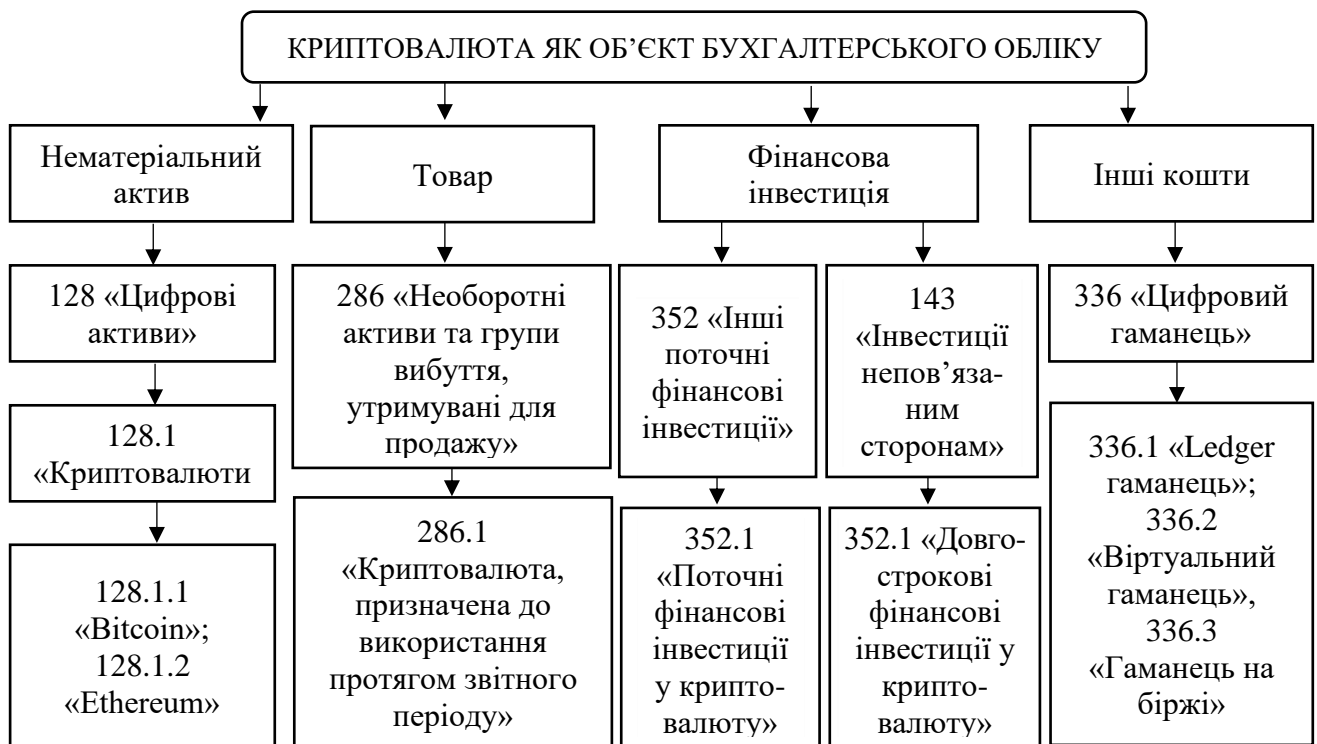 КРИПТОВАЛЮТА ЯК ОБ’ЄКТ БУХГАЛТЕРСЬКОГО ОБЛІКУ
Нематеріальний
актив
Товар
Фінансова
інвестиція
Інші кошти
128 «Цифрові
активи»
286 «Необоротні
активи та групи
вибуття,
утримувані для
продажу»
352 «Інші
поточні
фінансові
інвестиції»
143
«Інвестиції
непов’яза-
ним
сторонам»
336 «Цифровий
гаманець»
128.1
«Криптовалюти
336.1 «Ledger
гаманець»;
336.2
«Віртуальний
гаманець»,
336.3
«Гаманець на
біржі»
128.1.1
«Bitcoin»;
128.1.2
«Ethereum»
286.1
«Криптовалюта,
призначена до
використання
протягом звітного
періоду»
352.1
«Поточні
фінансові
інвестиції
у крипто-
валюту»
352.1 «Довго-
строкові
фінансові
інвестиції у
крипто-
валюту»